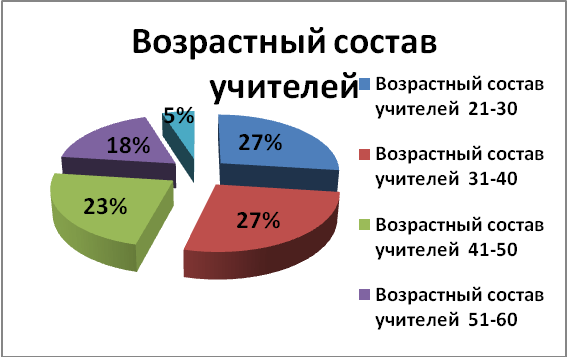 Возрастный состав
учителей
5%
27%
18%
23%
27%
Возрастный состав
учителей 21-30
Возрастный состав
учителей 31-40
Возрастный состав
учителей 41-50
Возрастный состав
учителей 51-60